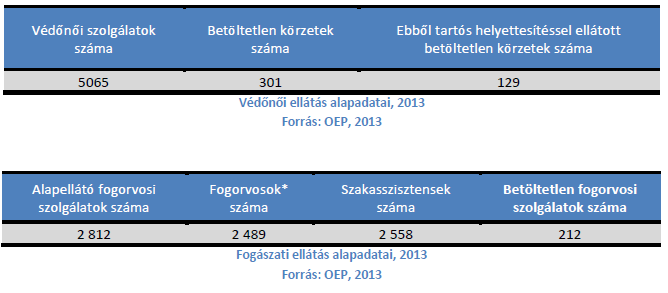 Védőnői szolgálatok száma
Betöltetlen körzetek száma
Ebből tartós helyettesítéssel ellátott betöltetlen körzetek száma
5065 301 129
Védőnői ellátás alapadatai, 2013
Forrás: OEP, 2013
Alapellátó fogorvosi szolgálatok száma
Fogorvosok* száma
Szakasszisztensek száma
Betöltetlen fogorvosi szolgálatok száma
2 812 2 489 2 558 212
Fogászati ellátás alapadatai, 2013
Forrás: OEP, 2013